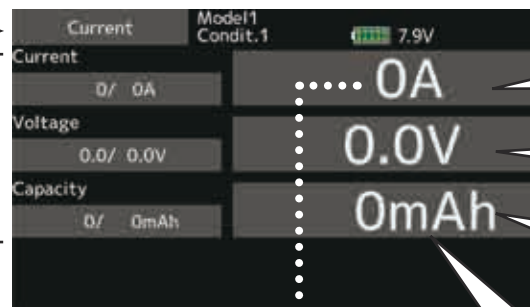 Current
Model1
Condit.1
7.9V
Current
0/ 0A
0A
Voltage
0.0/ 0.0V
0.0V
Capacity
0/ 0mAh
0mAh